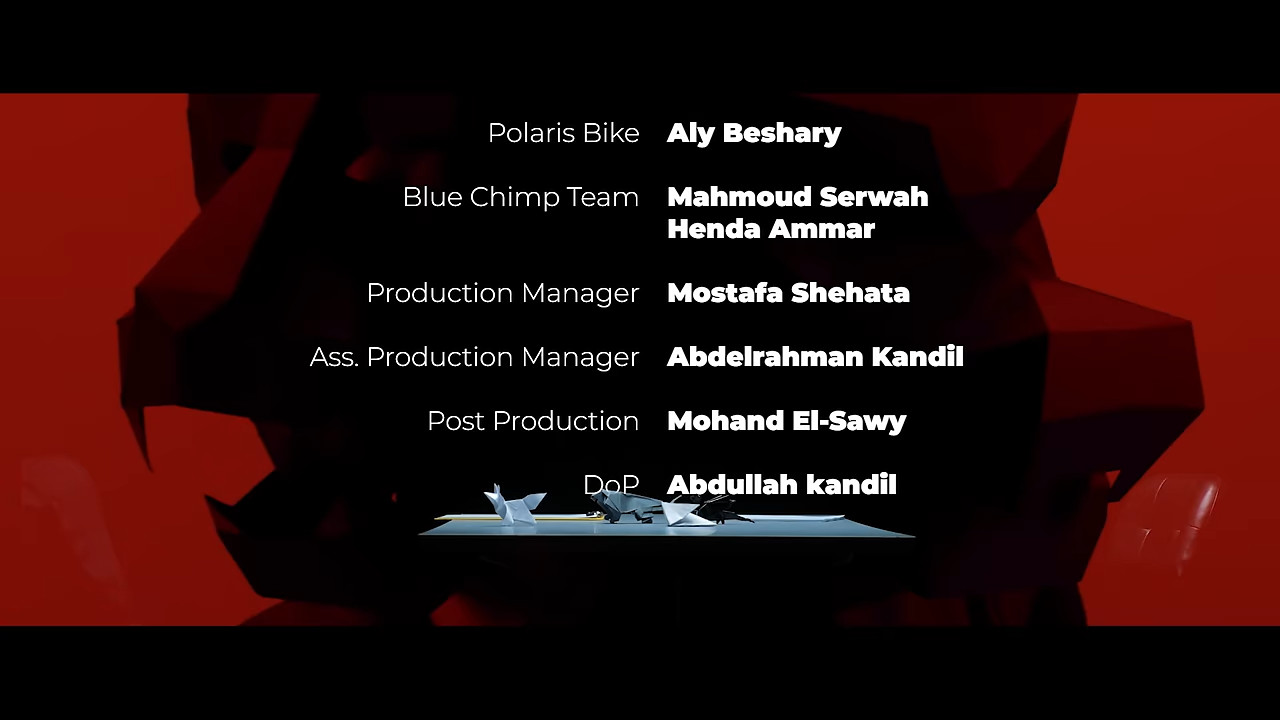 Polaris Bike Aly Beshary
Blue Chimp Team Mahmoud Serwah
Henda Ammar
Production Manager Mostafa Shehata
Ass. Production Manager Abdelrahman Kandil
Post Production Mohand El-Sawy
DoP Abdullah kandil